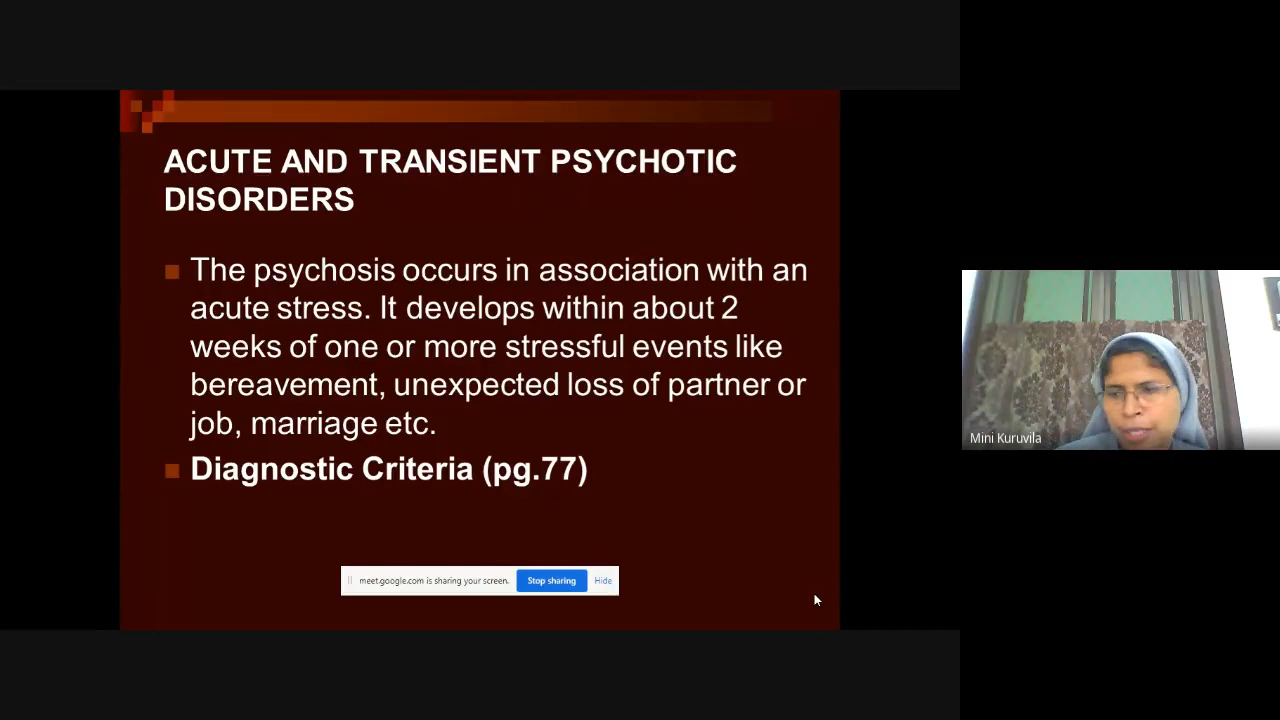 ACUTE AND TRANSIENT PSYCHOTIC
DISORDERS
The psychosis occurs in association with an
acute stress. It develops within about 2
weeks of one or more stressful events like
bereavement, unexpected loss of partner or
job, marriage etc.
Diagnostic Criteria (pg.77)
meet.google.com is sharing your screen. Stop sharing Hide
Mini Kuruvila